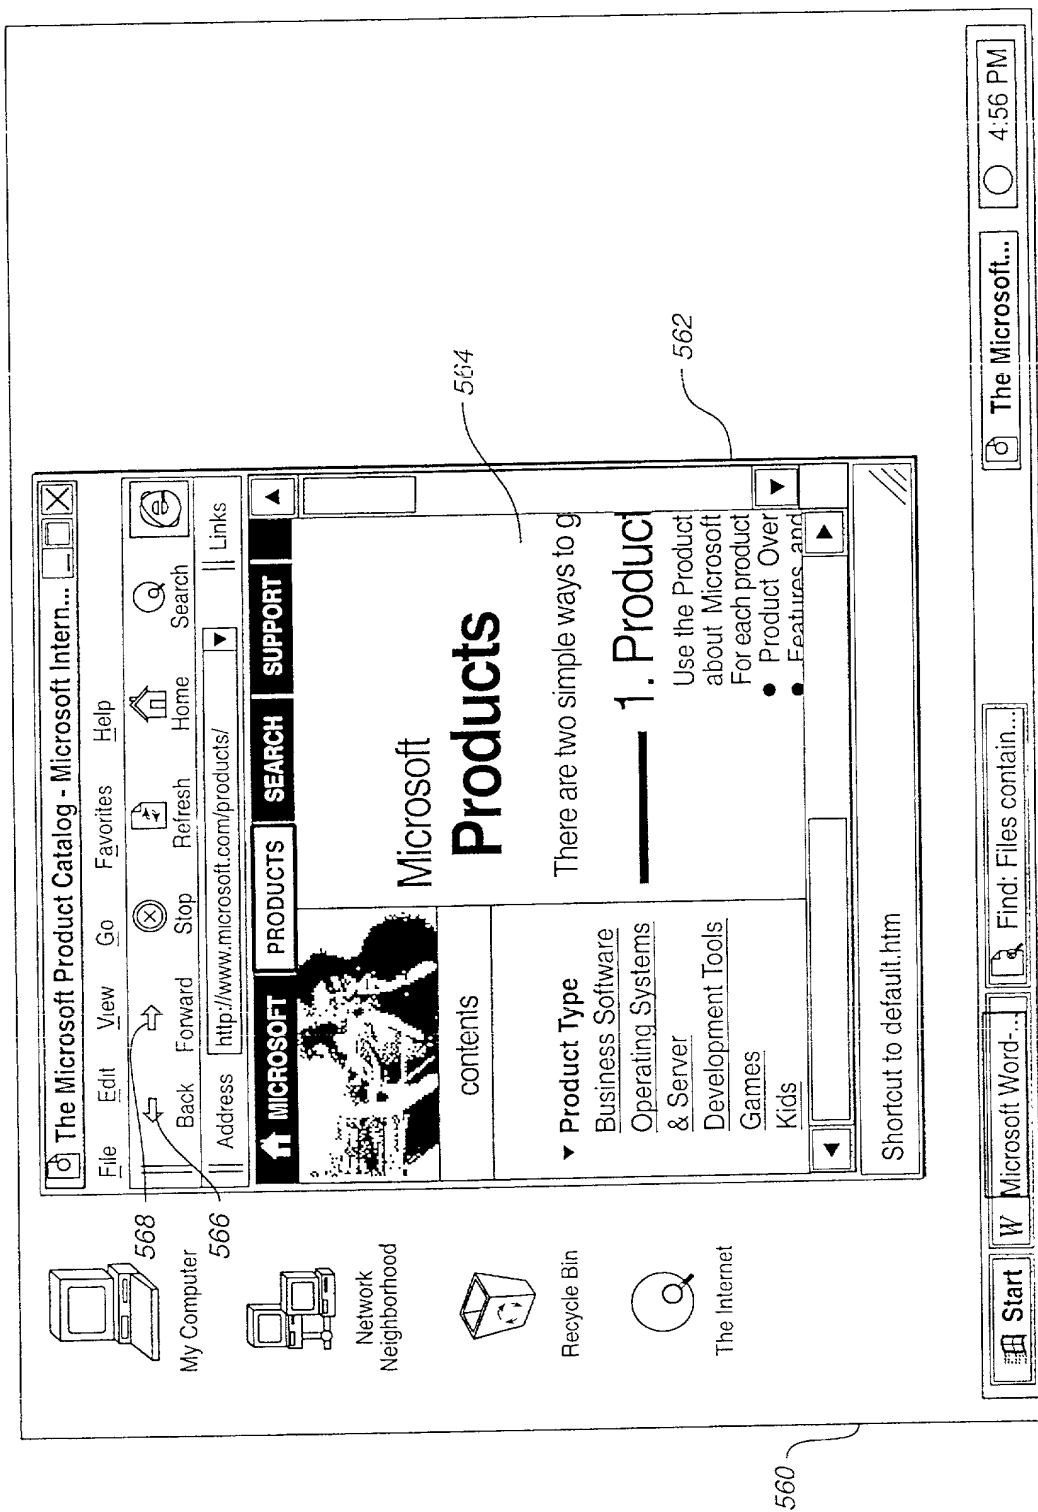 The Microsoft Product Catalog - Microsoft Intern...
File Edit View Go Favorites Help
Back Forward Stop Refresh Home Search
Address http://www.microsoft.com/products/ Links
MICROSOFT PRODUCTS SEARCH SUPPORT
Microsoft
Products
contents
There are two simple ways to g
▼ Product Type
Business Software
Operating Systems
& Server
Development Tools
Games
Kids
1. Product
Use the Product
about Microsoft
For each product
• Product Over
• Features and
Shortcut to default.htm
My Computer
Network
Neighborhood
Recycle Bin
The Internet
Start W Microsoft Word-... Find: Files contain... The Microsoft... 4:56 PM
568
566
564
562
560